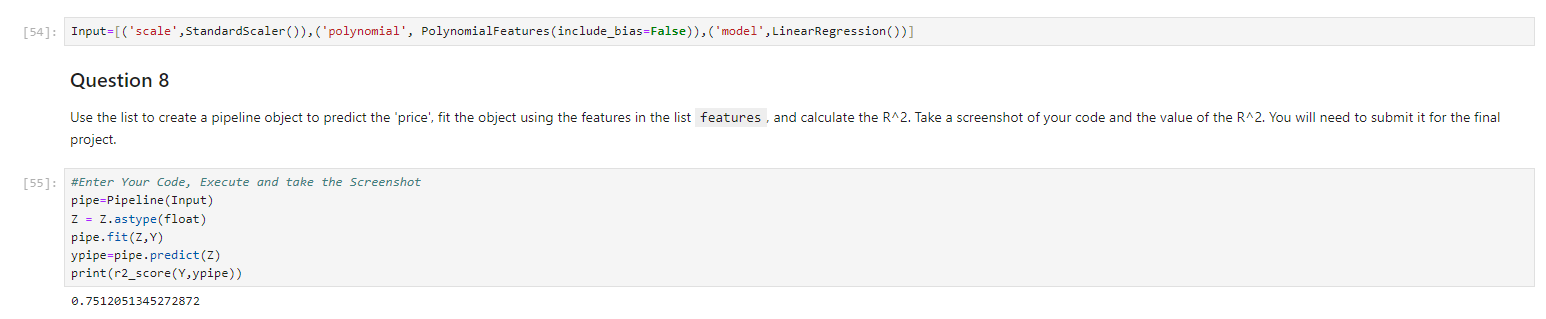 [54]: Input=[('scale',StandardScaler()),('polynomial', PolynomialFeatures(include_bias=False)),('model',LinearRegression())]
Question 8
Use the list to create a pipeline object to predict the 'price', fit the object using the features in the list features , and calculate the R^2. Take a screenshot of your code and the value of the R^2. You will need to submit it for the final
project.
[55]: #Enter Your Code, Execute and take the Screenshot
pipe=Pipeline(Input)
Z = Z.astype(float)
pipe.fit(Z,Y)
ypipe=pipe.predict(Z)
print(r2_score(Y,ypipe))
0.7512051345272872